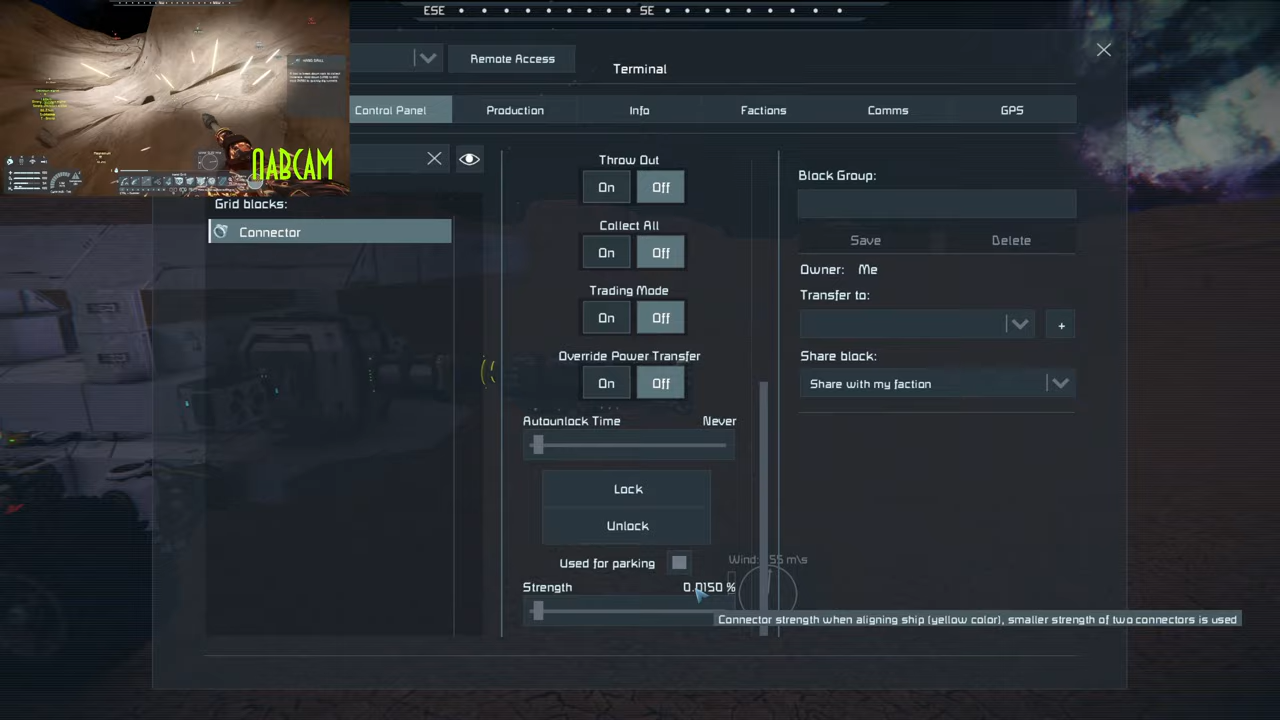 ESE
SE
Remote Access
Terminal
Control Panel
Production
Info
Factions
Comms
GPS
NABCAM
Throw Out
On
Off
Block Group:
Grid blocks:
Connector
Collect All
On
Off
Save
Delete
Owner: Me
Trading Mode
On
Off
Transfer to:
+
Override Power Transfer
On
Off
Share block:
Share with my faction
Autounlock Time
Never
Lock
Unlock
Used for parking
Wind: 55 m\s
Strength
0.0150 %
Connector strength when aligning ship (yellow color), smaller strength of two connectors is used